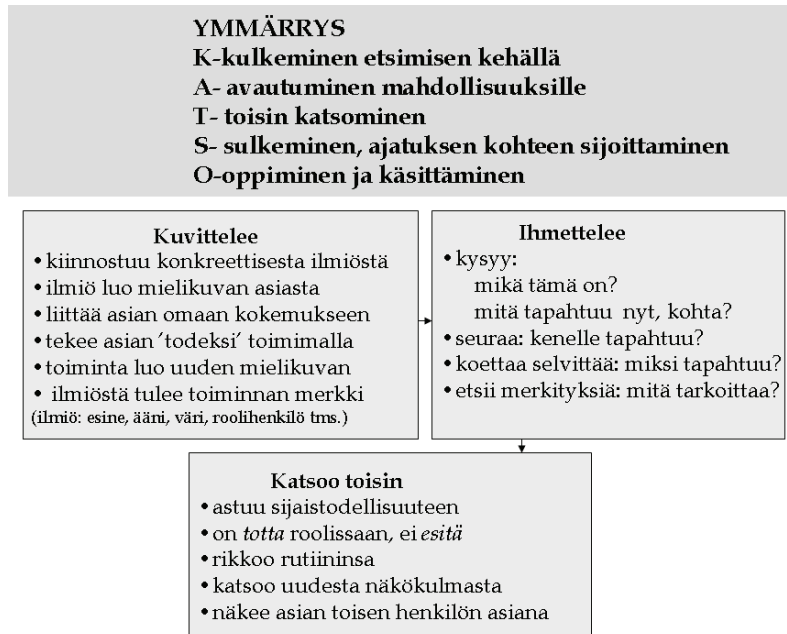 YMMÄRRYS
K-kulkeminen etsimisen kehällä
A- avautuminen mahdollisuuksille
T- toisin katsominen
S- sulkeminen, ajatuksen kohteen sijoittaminen
O-oppiminen ja käsittäminen
Kuvittelee
• kiinnostuu konkreettisesta ilmiöstä
• ilmiö luo mielikuvan asiasta
• liittää asian omaan kokemukseen
• tekee asian ’todeksi’ toimimalla
• toiminta luo uuden mielikuvan
• ilmiöstä tulee toiminnan merkki
(ilmiö: esine, ääni, väri, roolihenkilö tms.)
Ihmettelee
• kysyy:
mikä tämä on?
mitä tapahtuu nyt, kohta?
• seuraa: kenelle tapahtuu?
• koettaa selvittää: miksi tapahtuu?
• etsii merkityksiä: mitä tarkoittaa?
Katsoo toisin
• astuu sijaistodellisuuteen
• on totta roolissaan, ei esitä
• rikkoo rutiininsa
• katsoo uudesta näkökulmasta
• näkee asian toisen henkilön asiana